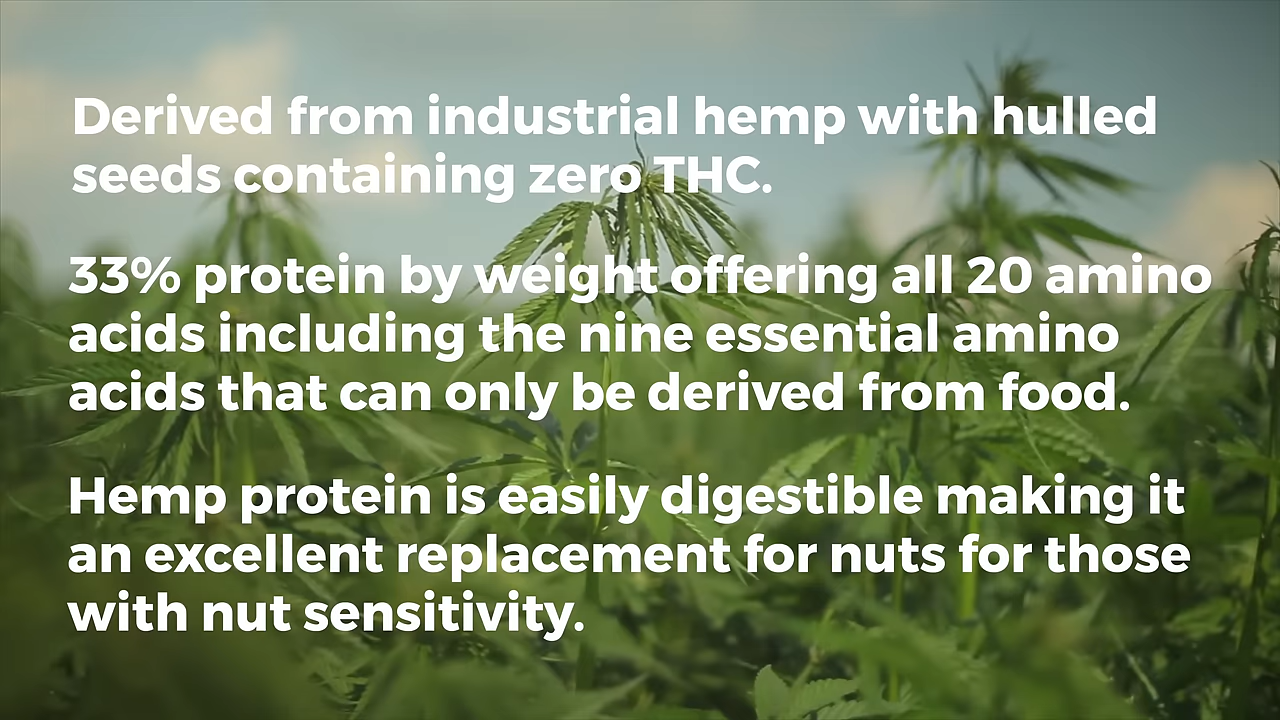 Derived from industrial hemp with hulled
seeds containing zero THC.
33% protein by weight offering all 20 amino
acids including the nine essential amino
acids that can only be derived from food.
Hemp protein is easily digestible making it
an excellent replacement for nuts for those
with nut sensitivity.